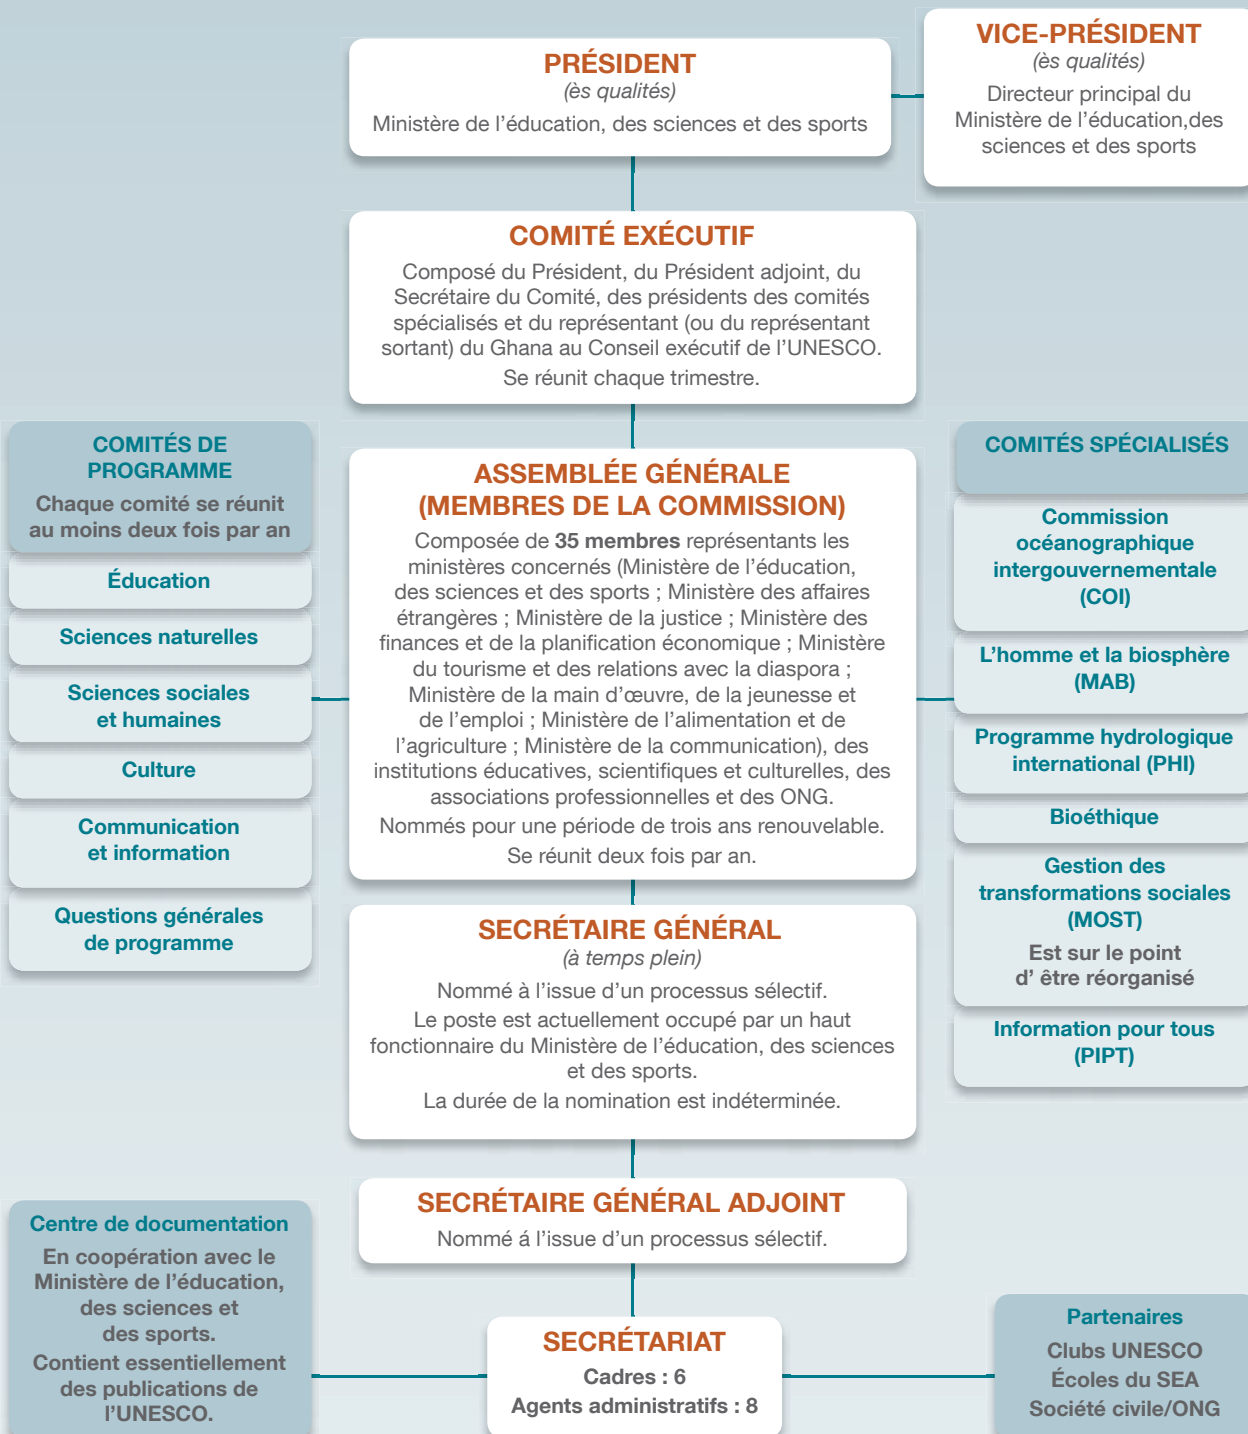 PRÉSIDENT
(ès qualités)
Ministère de l'éducation, des sciences et des sports
VICE-PRÉSIDENT
(ès qualités)
Directeur principal du
Ministère de l'éducation,des
sciences et des sports
COMITÉ EXÉCUTIF
Composé du Président, du Président adjoint, du
Secrétaire du Comité, des présidents des comités
spécialisés et du représentant (ou du représentant
sortant) du Ghana au Conseil exécutif de l'UNESCO.
Se réunit chaque trimestre.
COMITÉS DE
PROGRAMME
Chaque comité se réunit
au moins deux fois par an
Éducation
Sciences naturelles
Sciences sociales
et humaines
Culture
Communication
et information
Questions générales
de programme
ASSEMBLÉE GÉNÉRALE
(MEMBRES DE LA COMMISSION)
Composée de 35 membres représentants les
ministères concernés (Ministère de l'éducation,
des sciences et des sports ; Ministère des affaires
étrangères ; Ministère de la justice ; Ministère des
finances et de la planification économique ; Ministère
du tourisme et des relations avec la diaspora ;
Ministère de la main d'œuvre, de la jeunesse et
de l'emploi ; Ministère de l'alimentation et de
l'agriculture ; Ministère de la communication), des
institutions éducatives, scientifiques et culturelles, des
associations professionnelles et des ONG.
Nommés pour une période de trois ans renouvelable.
Se réunit deux fois par an.
COMITÉS SPÉCIALISÉS
Commission
océanographique
intergouvernementale
(COI)
L'homme et la biosphère
(MAB)
Programme hydrologique
international (PHI)
Bioéthique
Gestion des
transformations sociales
(MOST)
Est sur le point
d' être réorganisé
Information pour tous
(PIPT)
SECRÉTAIRE GÉNÉRAL
(à temps plein)
Nommé à l'issue d'un processus sélectif.
Le poste est actuellement occupé par un haut
fonctionnaire du Ministère de l'éducation, des sciences
et des sports.
La durée de la nomination est indéterminée.
SECRÉTAIRE GÉNÉRAL ADJOINT
Nommé á l'issue d'un processus sélectif.
Centre de documentation
En coopération avec le
Ministère de l'éducation,
des sciences et
des sports.
Contient essentiellement
des publications de
l'UNESCO.
SECRÉTARIAT
Cadres : 6
Agents administratifs : 8
Partenaires
Clubs UNESCO
Écoles du SEA
Société civile/ONG